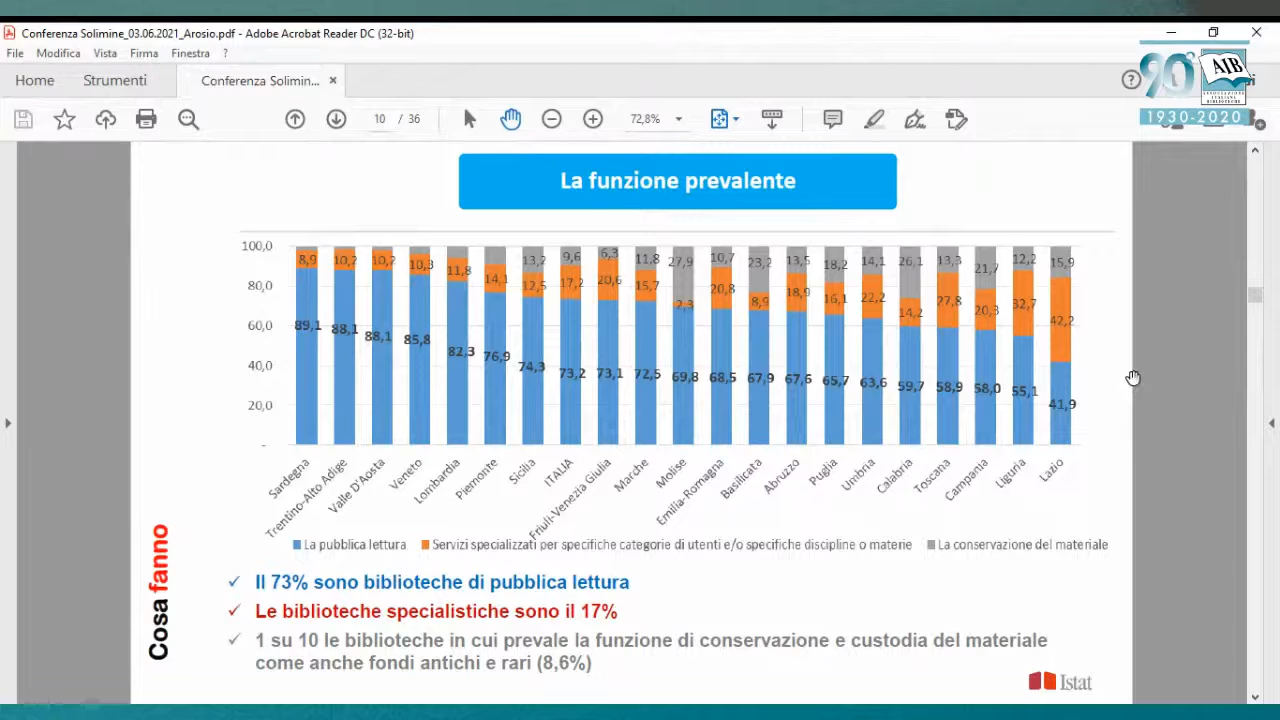 Conferenza Solimine_03.06.2021_Arosio.pdf - Adobe Acrobat Reader DC (32-bit)
File Modifica Vista Firma Finestra ?
Home Strumenti Conferenza Solimin... ×
90° AIB
ASSOCIAZIONE ITALIANA BIBLIOTECHE
1930-2020
10 / 36 72,8%
La funzione prevalente
100,0
80,0
60,0
40,0
20,0
-
8,9 10,2 10,2 10,3 11,8 14,1 13,2 9,6 6,3 11,8 27,9 10,7 23,2 13,5 18,2 14,1 26,1 13,3 21,7 12,2 15,9
12,5 17,2 20,6 15,7 2,3 20,8 8,9 18,9 16,1 22,2 14,2 27,8 20,3 32,7 42,2
89,1 88,1 88,1 85,8 82,3 76,9 74,3 73,2 73,1 72,5 69,8 68,5 67,9 67,6 65,7 63,6 59,7 58,9 58,0 55,1 41,9
Sardegna Trentino-Alto Adige Valle D'Aosta Veneto Lombardia Piemonte Sicilia ITALIA Friuli-Venezia Giulia Marche Molise Emilia-Romagna Basilicata Abruzzo Puglia Umbria Calabria Toscana Campania Liguria Lazio
La pubblica lettura Servizi specializzati per specifiche categorie di utenti e/o specifiche discipline o materie La conservazione del materiale
Cosa fanno
Il 73% sono biblioteche di pubblica lettura
Le biblioteche specialistiche sono il 17%
1 su 10 le biblioteche in cui prevale la funzione di conservazione e custodia del materiale
come anche fondi antichi e rari (8,6%)
Istat